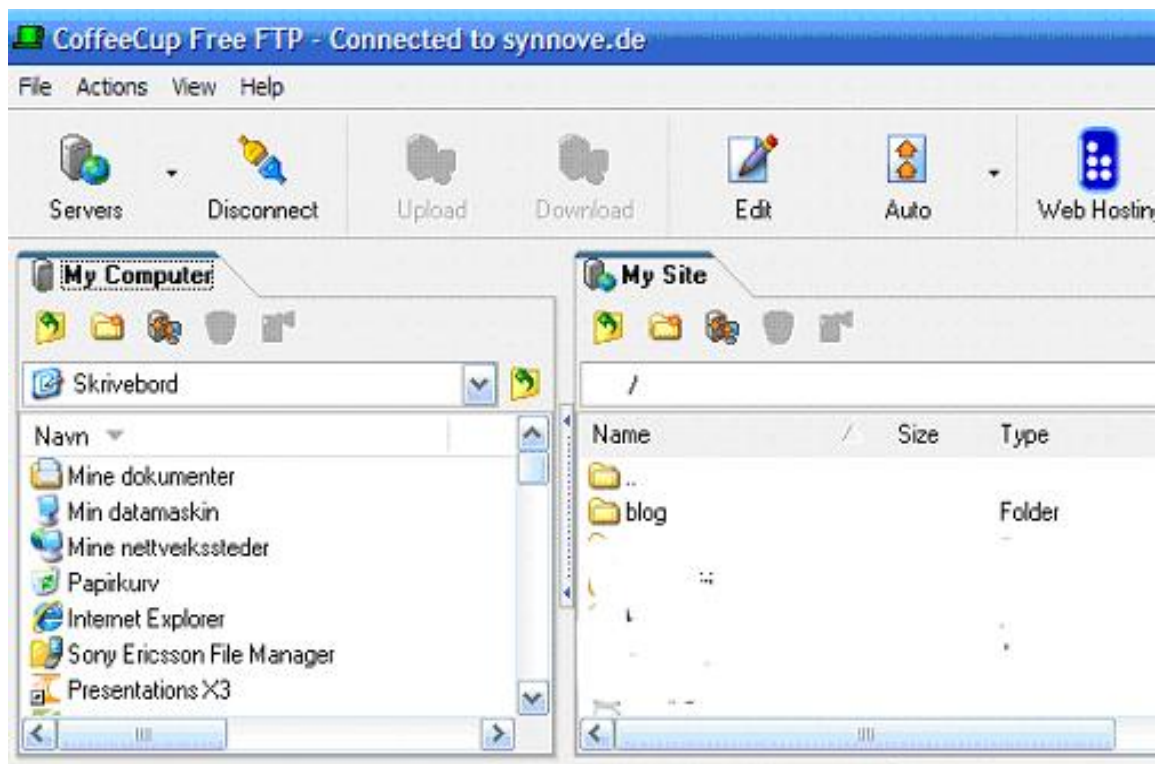 CoffeeCup Free FTP - Connected to synnove.de
File Actions View Help
Servers Disconnect Upload Download Edit Auto Web Hosting
My Computer
Skrivebord
Navn
Mine dokumenter
Min datamaskin
Mine nettverkssteder
Papirkurv
Internet Explorer
Sony Ericsson File Manager
Presentations X3
My Site
/
Name Size Type
..
blog Folder